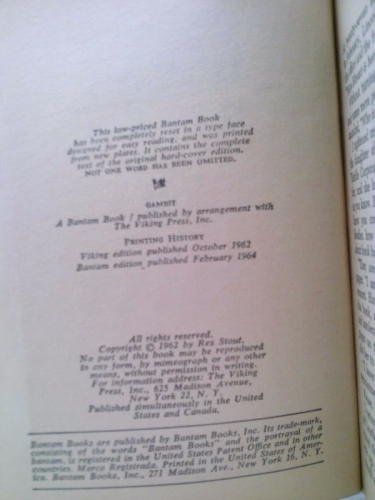 This low-priced Bantam Book
has been completely reset in a type face
designed for easy reading, and was printed
from new plates. It contains the complete
text of the original hard-cover edition.
NOT ONE WORD HAS BEEN OMITTED.
GAMBIT
A Bantam Book / published by arrangement with
The Viking Press, Inc.
PRINTING HISTORY
Viking edition published October 1962
Bantam edition published February 1964
All rights reserved.
Copyright © 1962 by Rex Stout.
No part of this book may be reproduced
in any form, by mimeograph or any other
means, without permission in writing.
For information address: The Viking
Press, Inc., 625 Madison Avenue,
New York 22, N. Y.
Published simultaneously in the United
States and Canada.
Bantam Books are published by Bantam Books, Inc. Its trade-mark,
consisting of the words "Bantam Books" and the portrayal of a
bantam, is registered in the United States Patent Office and in other
countries. Marca Registrada. Printed in the United States of Amer-
ica. Bantam Books, Inc., 271 Madison Ave., New York 16, N. Y.